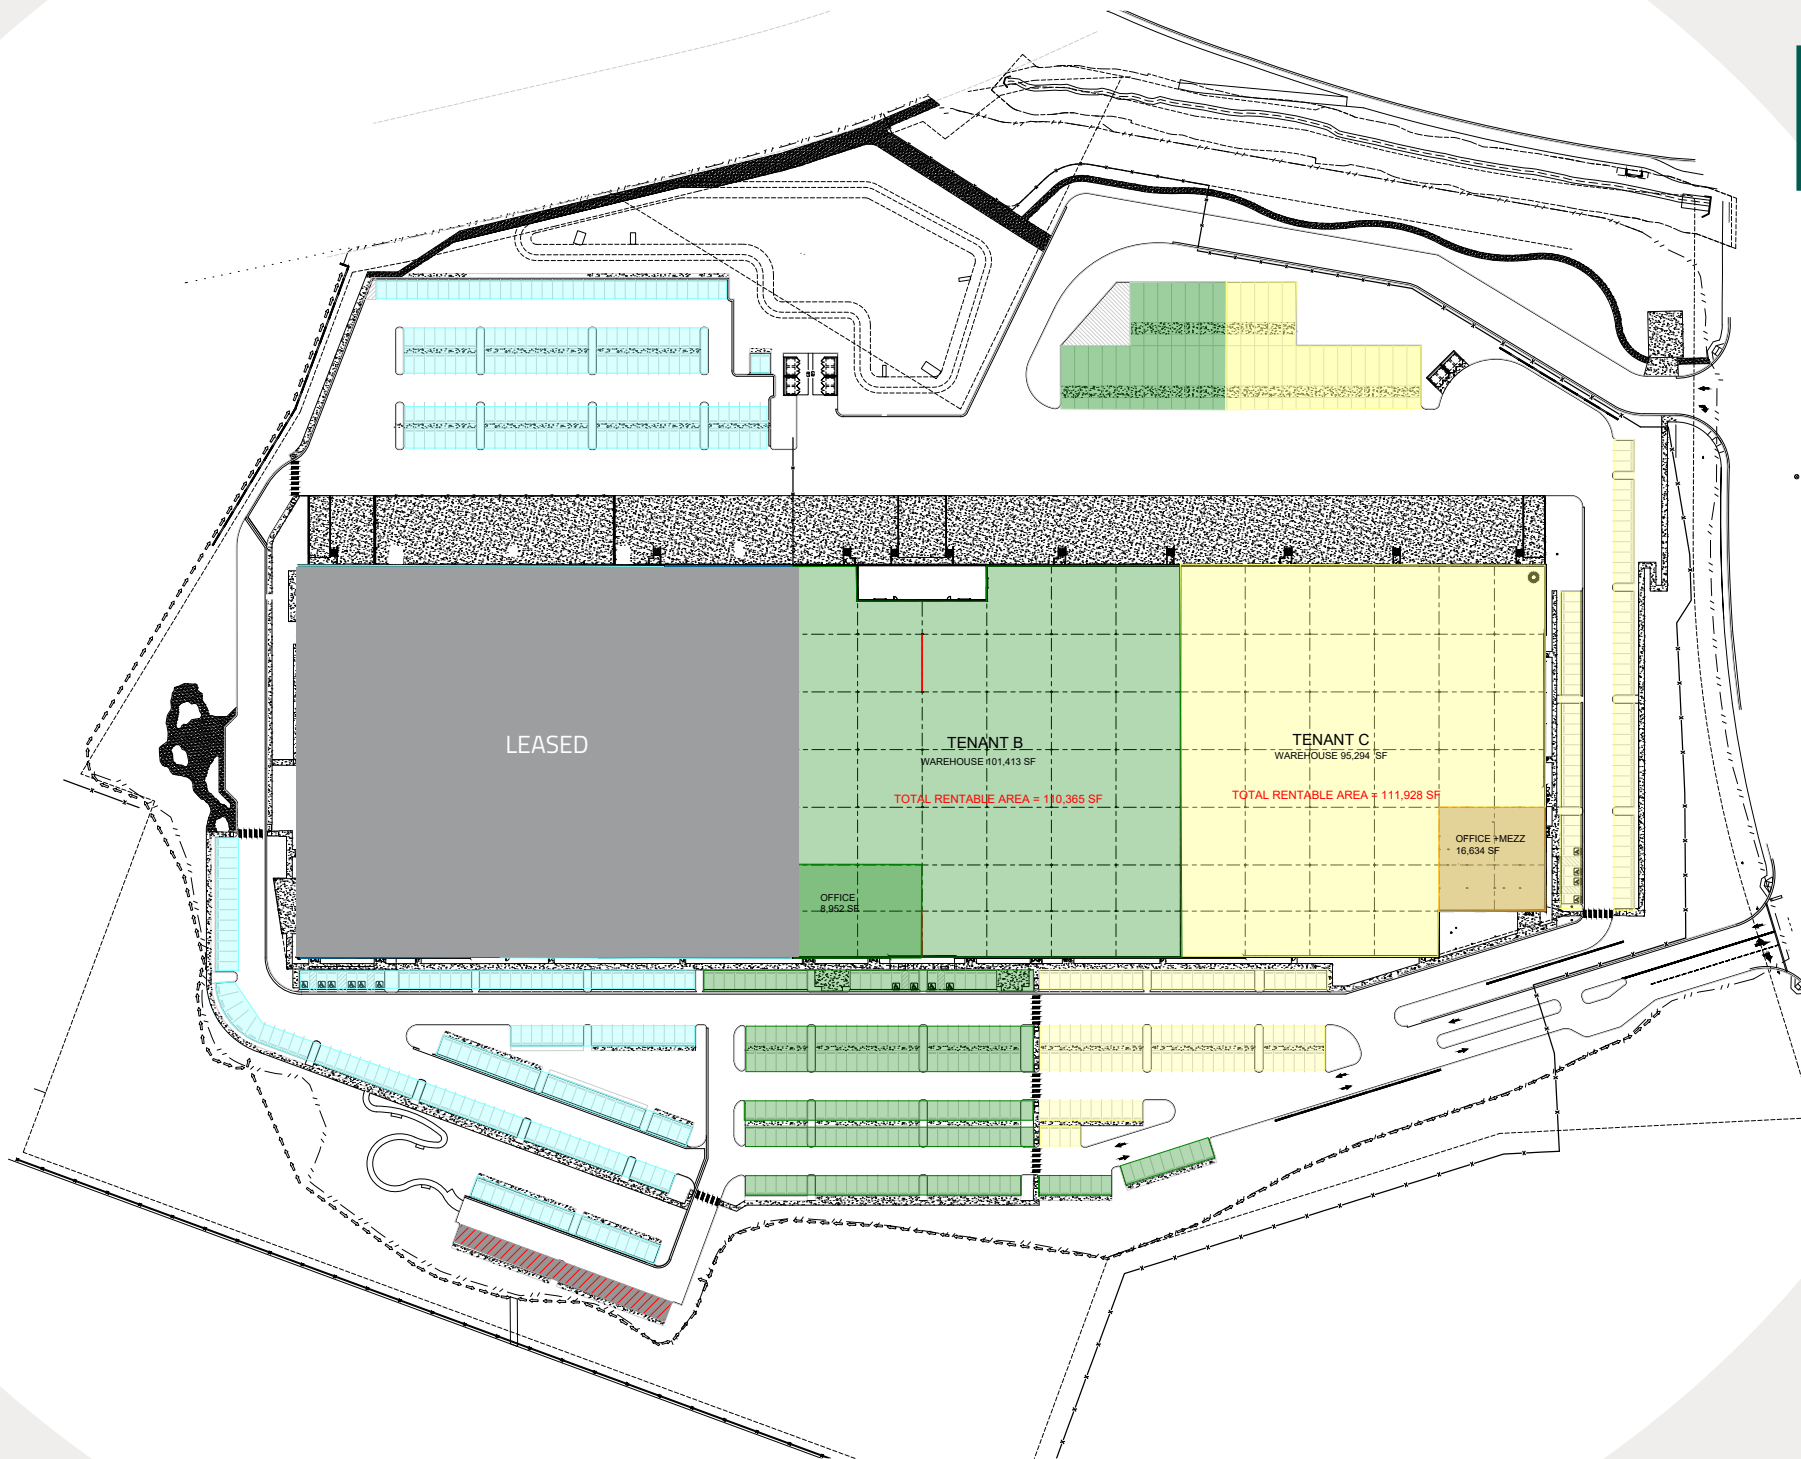 LEASED
TENANT B
WAREHOUSE 101,413 SF
TOTAL RENTABLE AREA = 110,365 SF
OFFICE
8,952 SF
TENANT C
WAREHOUSE 95,294 SF
TOTAL RENTABLE AREA = 111,928 SF
OFFICE +MEZZ
16,634 SF